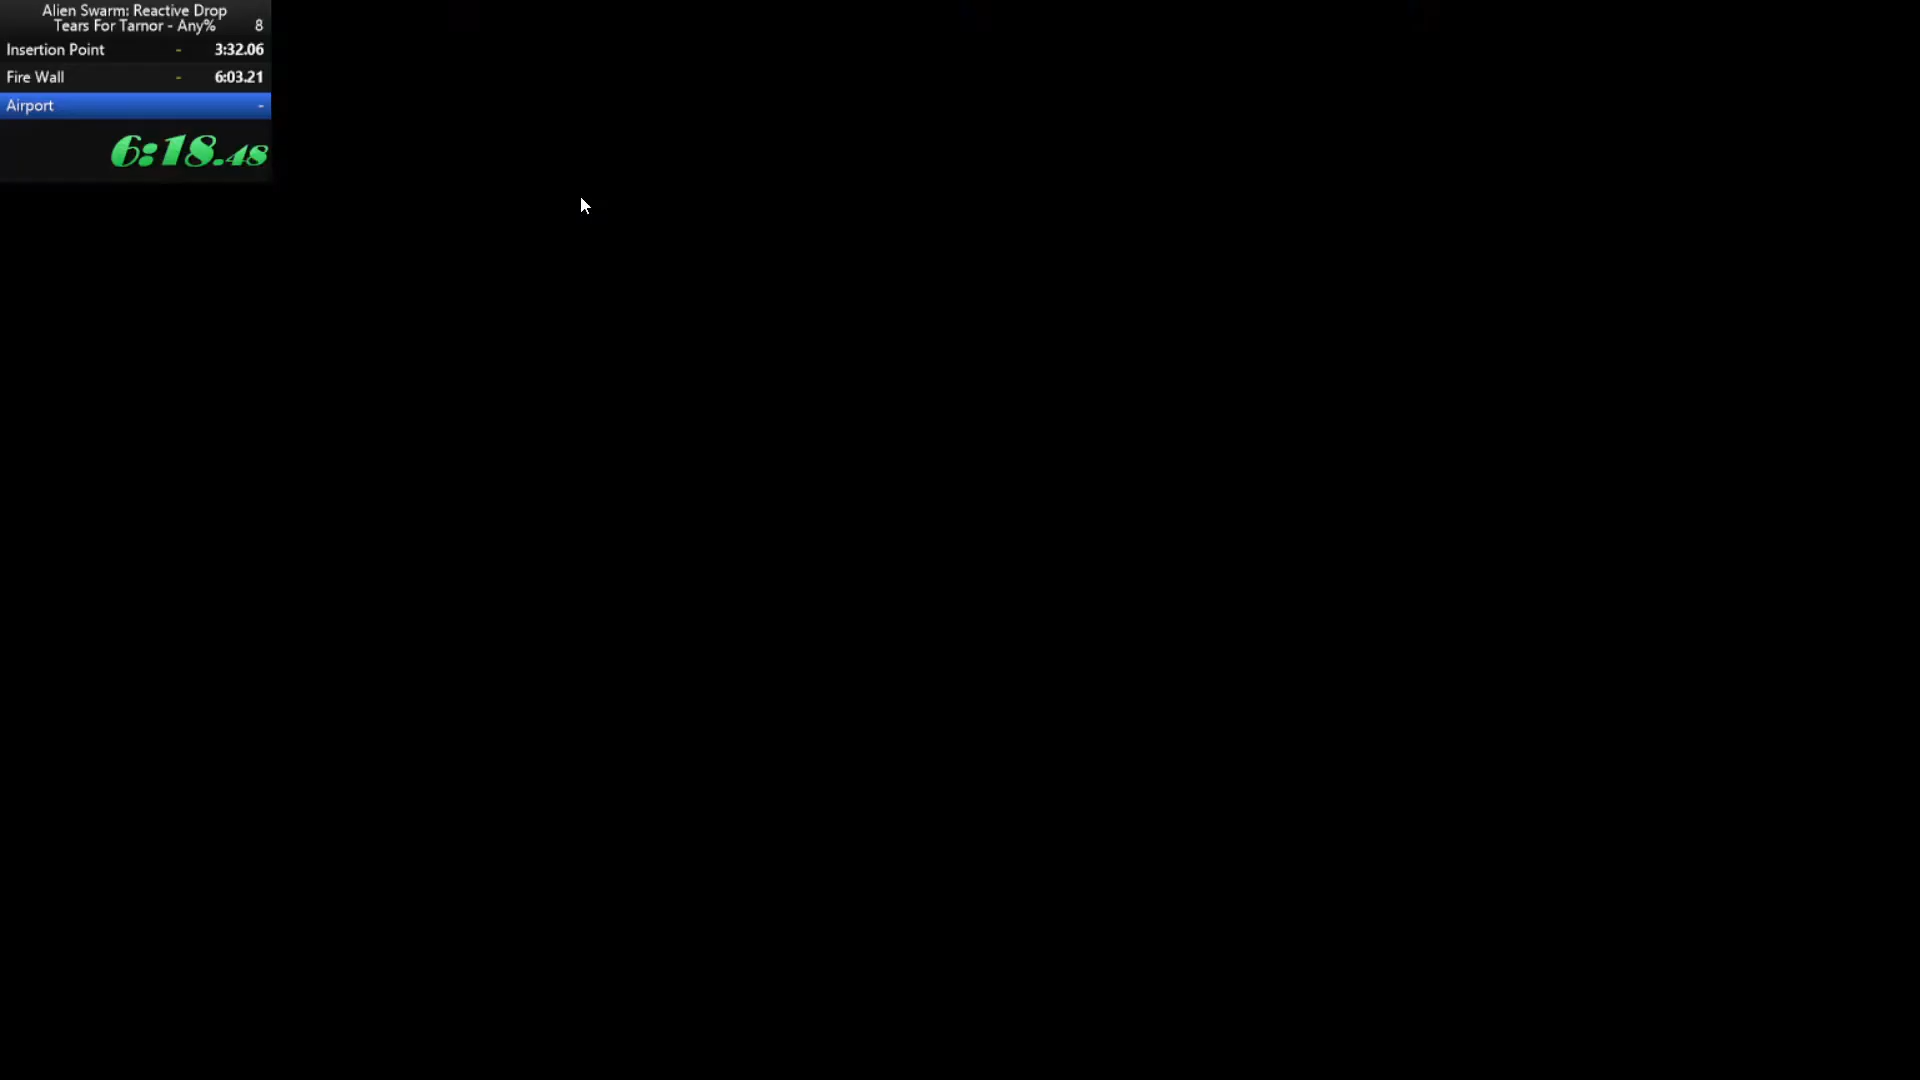 Alien Swarm: Reactive Drop
Tears For Tarnor - Any% 8
Insertion Point - 3:32.06
Fire Wall - 6:03.21
Airport -
6:18.48